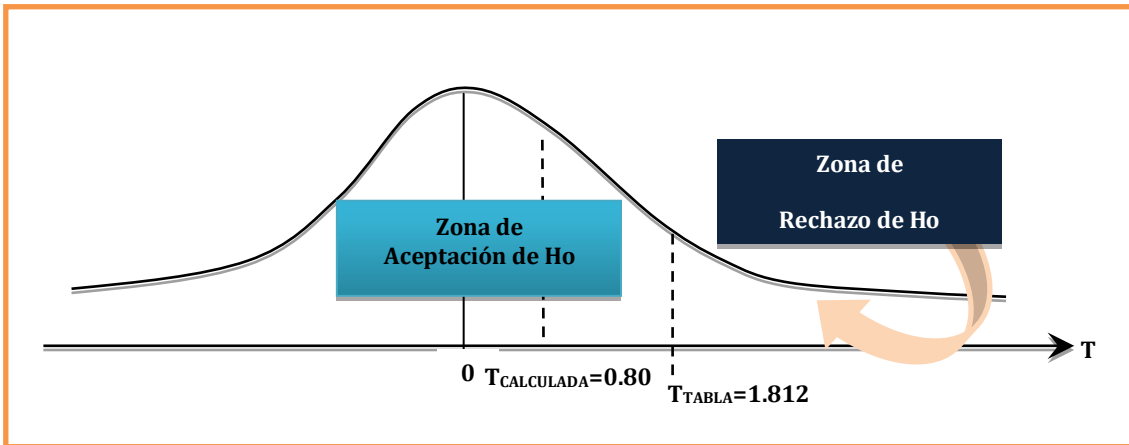 Zona de
Rechazo de Ho
Zona de
Aceptación de Ho
T
0 TCALCULADA=0.80
TTABLA=1.812